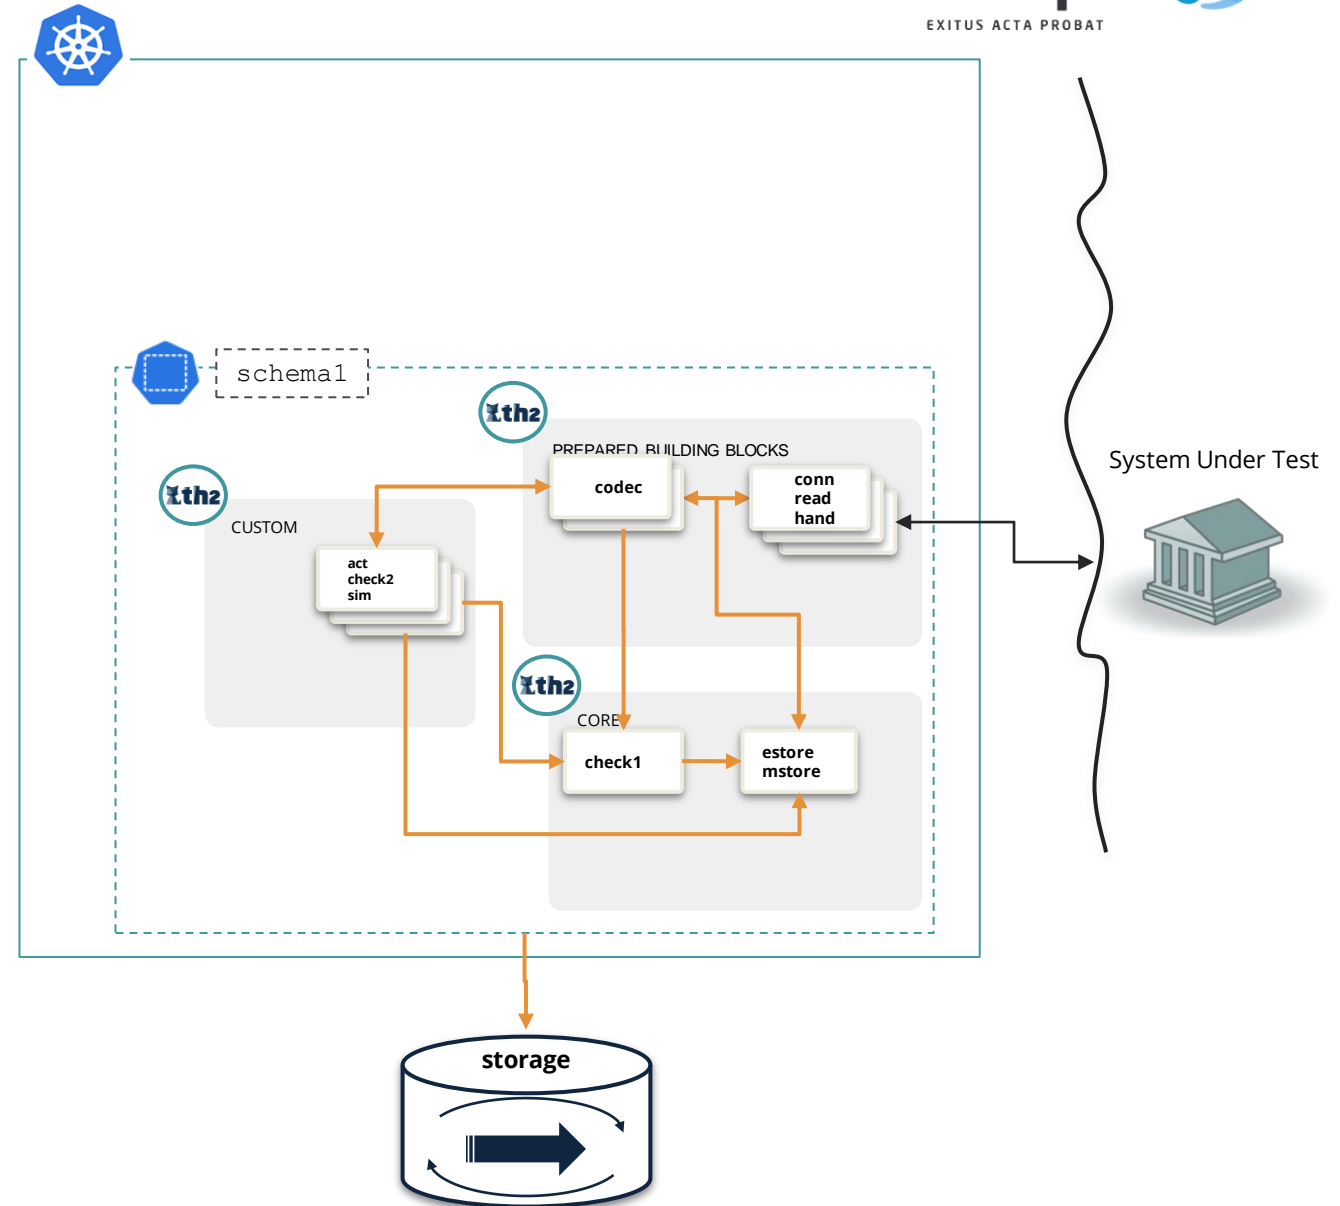 EXITUS ACTA PROBAT
schema1
th2
PREPARED BUILDING BLOCKS
codec
conn
read
hand
System Under Test
th2
CUSTOM
act
check2
sim
th2
CORE
check1
estore
mstore
storage